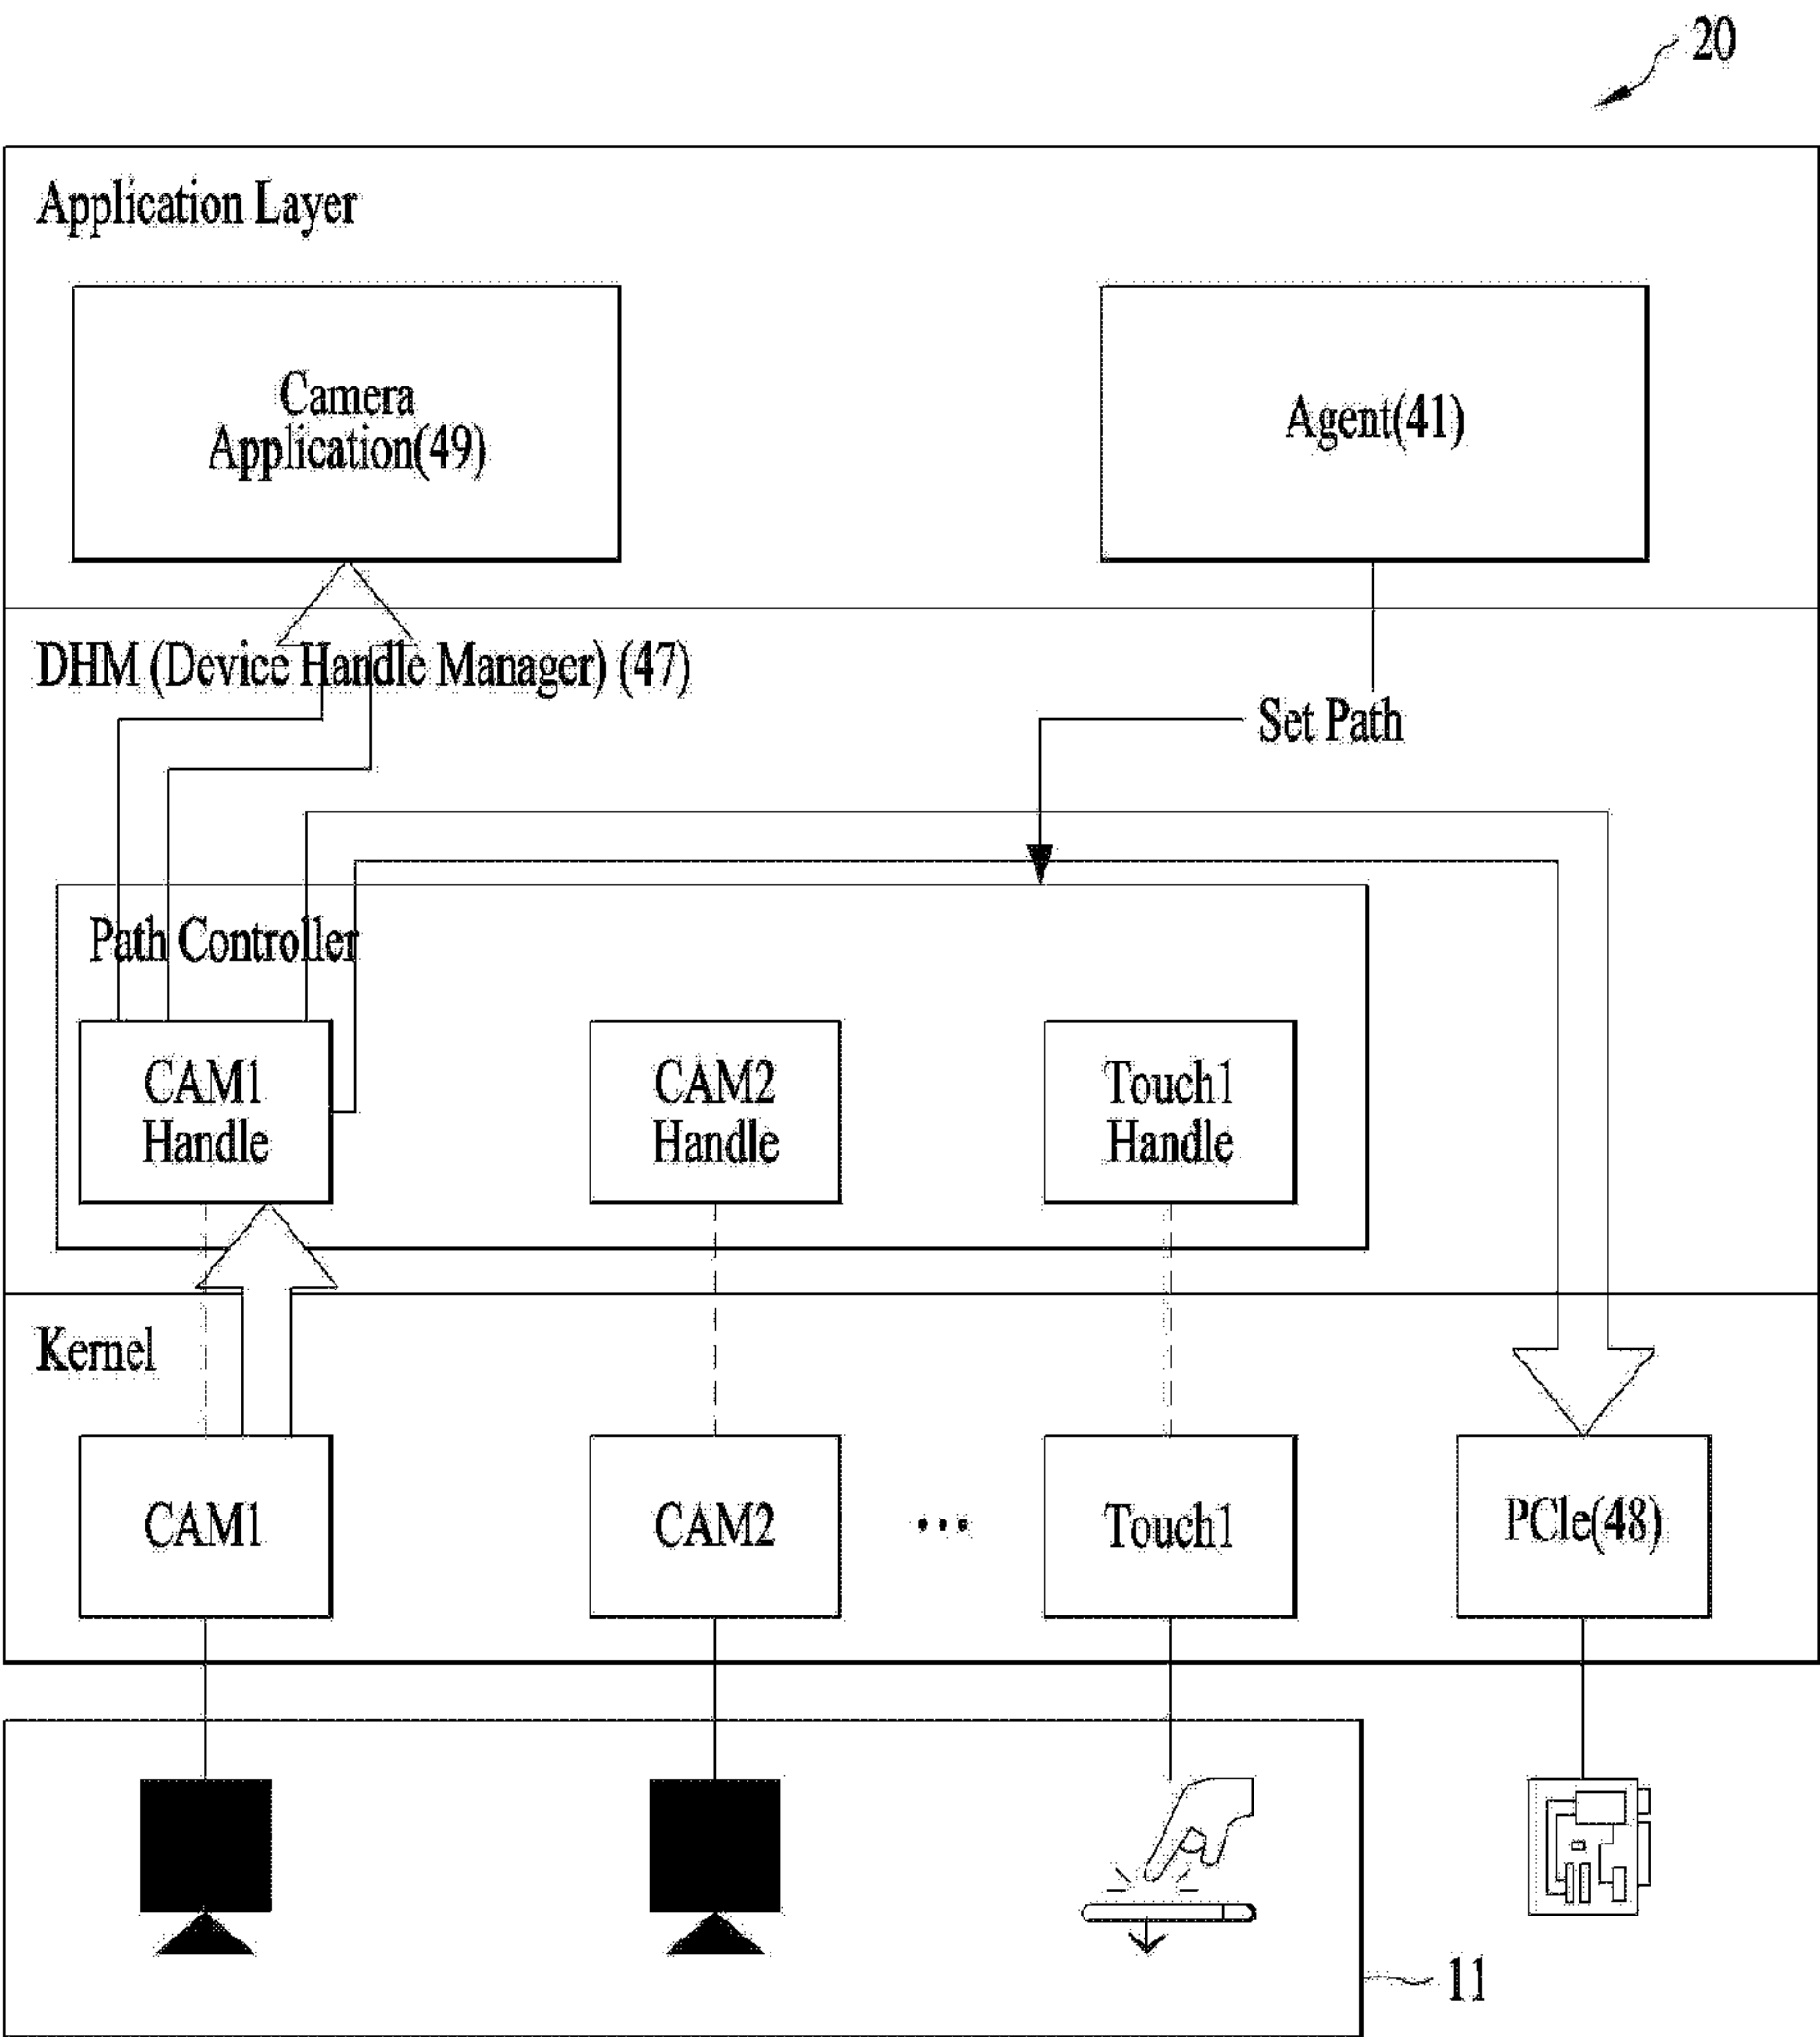 20
Application Layer
Camera
Application(49)
Agent(41)
DHM (Device Handle Manager) (47)
Set Path
Path Controller
CAM1
Handle
CAM2
Handle
Touch1
Handle
Kernel
CAM1
CAM2
...
Touch1
PCIe(48)
11